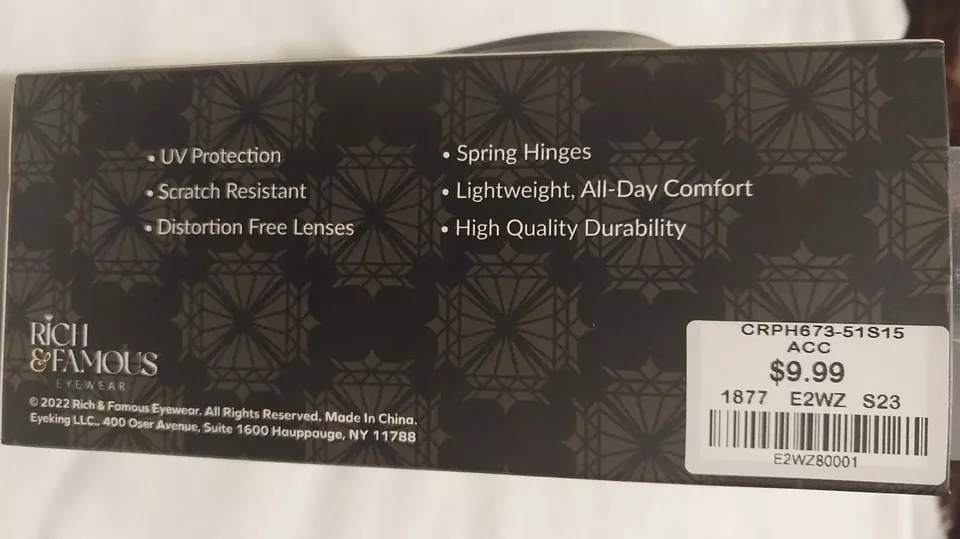 • UV Protection
• Scratch Resistant
• Distortion Free Lenses
• Spring Hinges
• Lightweight, All-Day Comfort
• High Quality Durability
RICH
&FAMOUS
EYEWEAR
© 2022 Rich & Famous Eyewear. All Rights Reserved. Made In China.
Eyeking LLC., 400 Oser Avenue, Suite 1600 Hauppauge, NY 11788
CRPH673-51S15
ACC
$9.99
1877 E2WZ S23
E2WZ80001